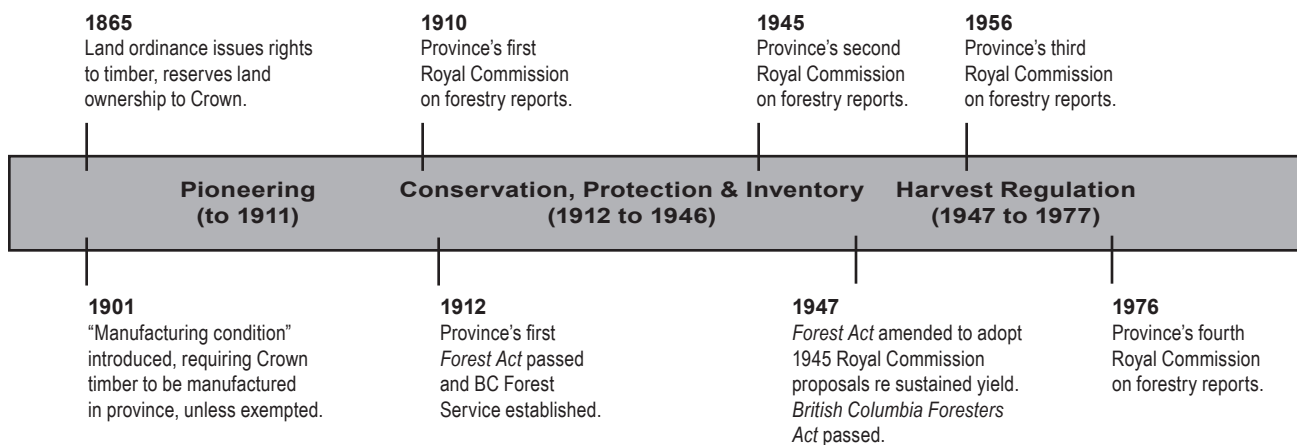 1865
Land ordinance issues rights
to timber, reserves land
ownership to Crown.
1910
Province's first
Royal Commission
on forestry reports.
1945
Province's second
Royal Commission
on forestry reports.
1956
Province's third
Royal Commission
on forestry reports.
Pioneering
(to 1911)
Conservation, Protection & Inventory
(1912 to 1946)
Harvest Regulation
(1947 to 1977)
1901
“Manufacturing condition”
introduced, requiring Crown
timber to be manufactured
in province, unless exempted.
1912
Province's first
Forest Act passed
and BC Forest
Service established.
1947
Forest Act amended to adopt
1945 Royal Commission
proposals re sustained yield.
British Columbia Foresters
Act passed.
1976
Province's fourth
Royal Commission
on forestry reports.